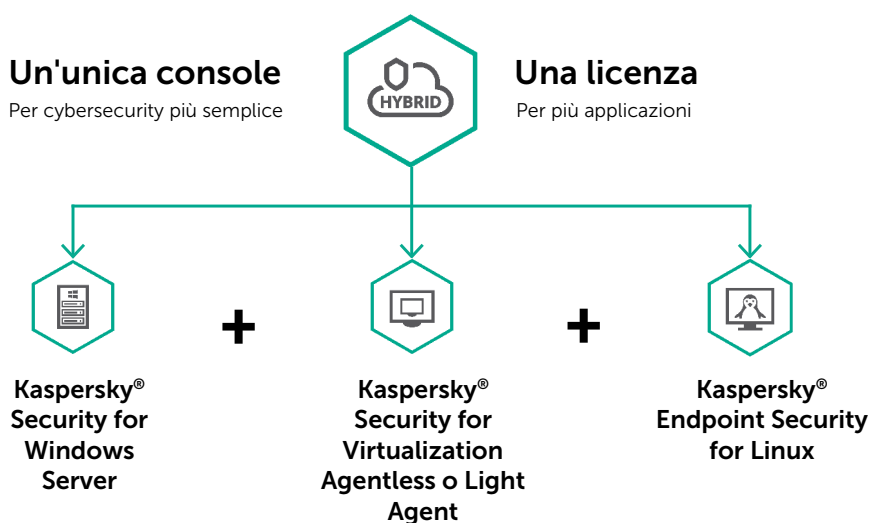 Un'unica console
Per cybersecurity più semplice
HYBRID
Una licenza
Per più applicazioni
+
+
Kaspersky®
Security for
Windows
Server
Kaspersky®
Security for
Virtualization
Agentless o Light
Agent
Kaspersky®
Endpoint Security
for Linux